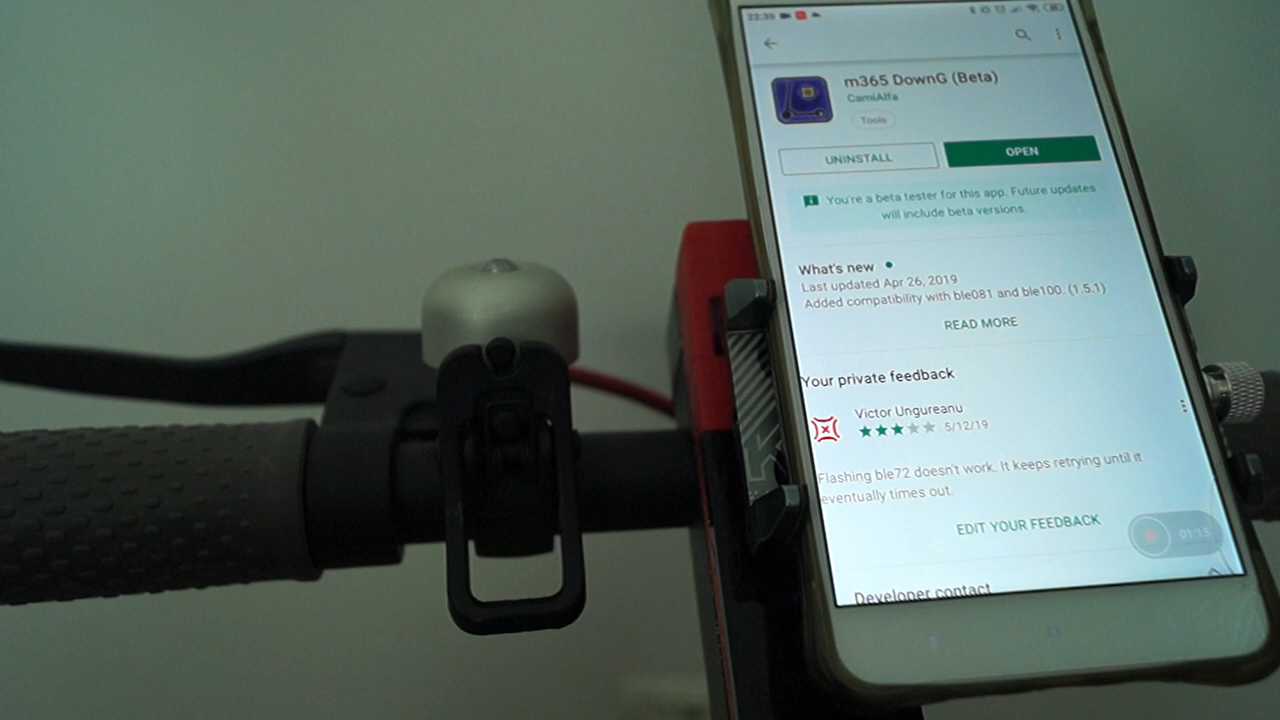 22:35
m365 DownG (Beta)
CamiAlfa
Tools
UNINSTALL
OPEN
You're a beta tester for this app. Future updates
will include beta versions.
What's new
Last updated Apr 26, 2019
Added compatibility with ble081 and ble100. (1.5.1)
READ MORE
Your private feedback
Victor Ungureanu
5/12/19
Flashing ble72 doesn't work. It keeps retrying until it
eventually times out.
EDIT YOUR FEEDBACK
01:15
Developer contact